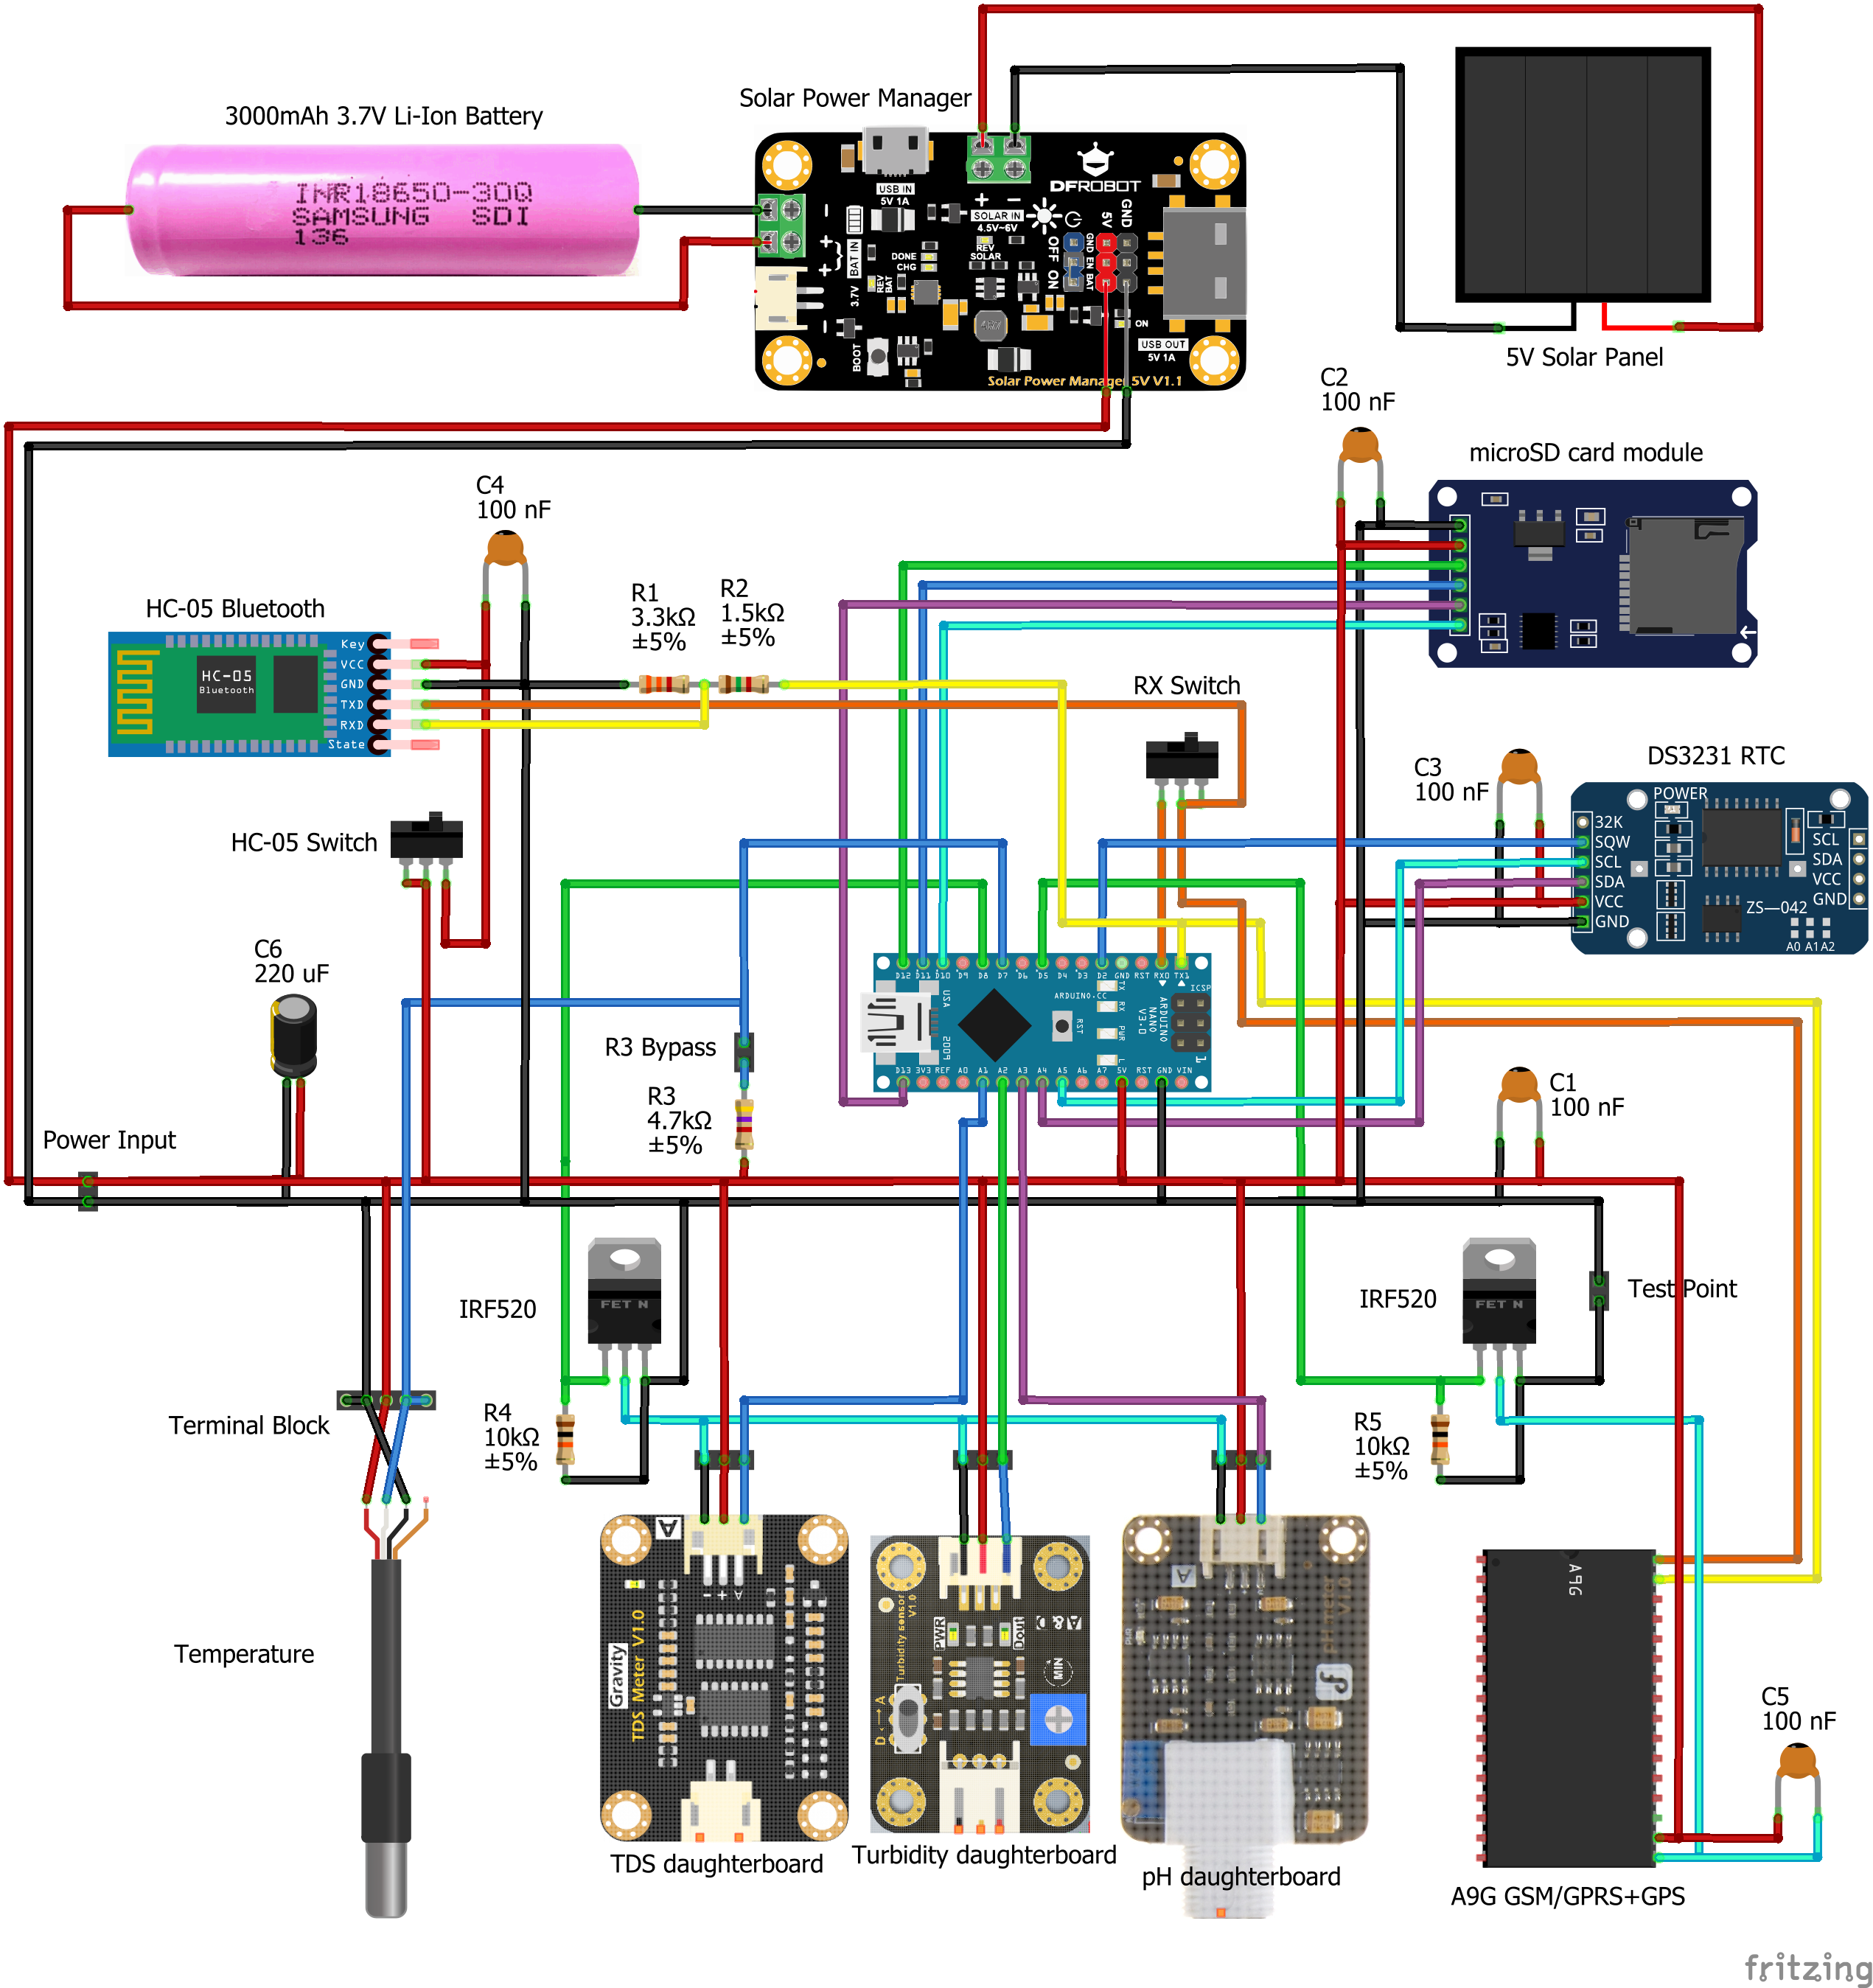 3000mAh 3.7V Li-Ion Battery
INR18650-30Q
SAMSUNG SDI
136
Solar Power Manager
USB IN
5V 1A
DFROBOT
SOLAR IN
4.5V~6V
REV
SOLAR
DONE
CHG
REV
BAT
BAT IN
3.7V
BOOT
OFF ON
GND EN BAT
5V
GND
ON
USB OUT
5V 1A
Solar Power Manager 5V V1.1
5V Solar Panel
C2
100 nF
microSD card module
C4
100 nF
HC-05 Bluetooth
HC-05
Bluetooth
Key
VCC
GND
TXD
RXD
State
R1
3.3kΩ
±5%
R2
1.5kΩ
±5%
RX Switch
C3
100 nF
DS3231 RTC
POWER
32K
SQW
SCL
SDA
VCC
GND
SCL
SDA
VCC
GND
ZS—042
A0 A1 A2
HC-05 Switch
C6
220 uF
D12 D11 D10 D9 D8 D7 D6 D5 D4 D3 D2 GND RST RX0 TX1
USA
ARDUINO.CC
TX
RX
PWR
L
RST
ARDUINO
NANO
V3.0
ICSP
1
2009
D13 3V3 REF A0 A1 A2 A3 A4 A5 A6 A7 5V RST GND VIN
R3 Bypass
R3
4.7kΩ
±5%
C1
100 nF
Power Input
IRF520
FET N
IRF520
FET N
Test Point
Terminal Block
R4
10kΩ
±5%
R5
10kΩ
±5%
Temperature
A
- + A
Gravity
TDS Meter V1.0
TDS daughterboard
Turbidity sensor
V1.0
PWR
Dout
MIN
D A
Turbidity daughterboard
A
pH daughterboard
A9G
C5
100 nF
A9G GSM/GPRS+GPS
fritzing